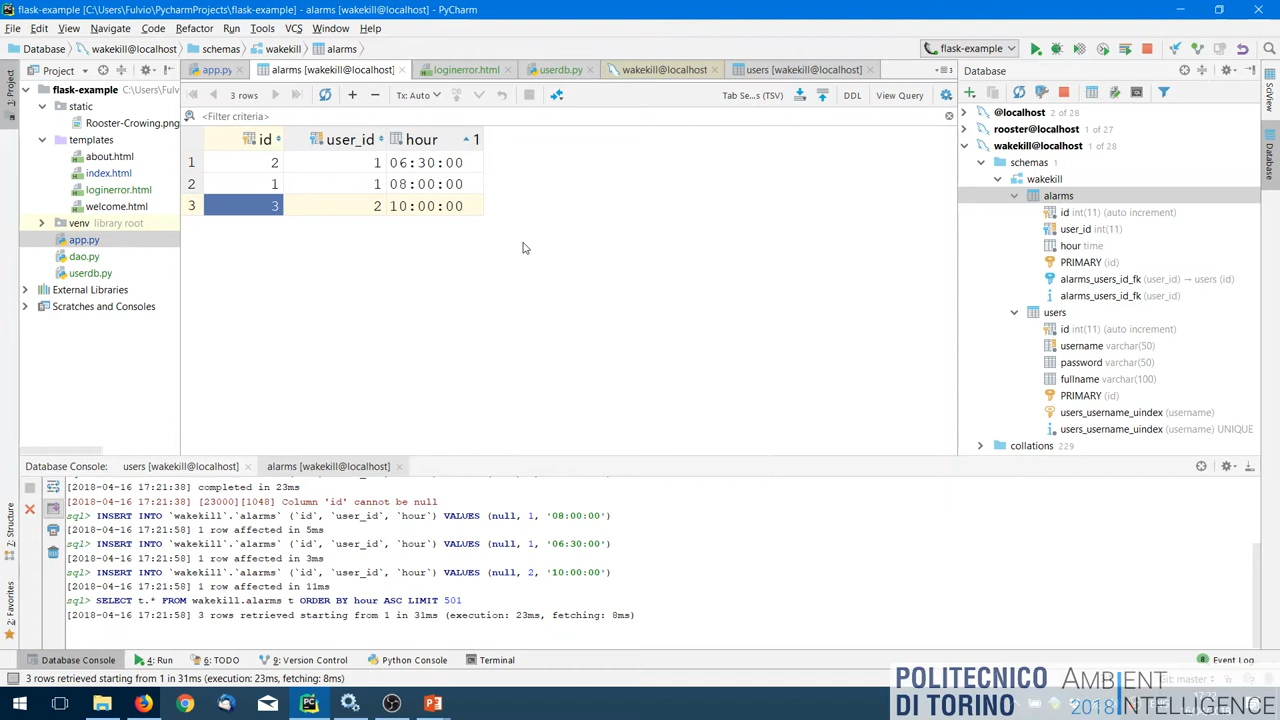 flask-example [C:\Users\Fulvio\PycharmProjects\flask-example] - alarms [wakekill@localhost] - PyCharm
File Edit View Navigate Code Refactor Run Tools VCS Window Help
Database wakekill@localhost schemas wakekill alarms flask-example
1: Project
Project
app.py alarms [wakekill@localhost] loginerror.html userdb.py wakekill@localhost users [wakekill@localhost]
Database
SciView
Database
flask-example C:\Users\Fulv
static
Rooster-Crowing.png
templates
about.html
index.html
loginerror.html
welcome.html
venv library root
app.py
dao.py
userdb.py
External Libraries
Scratches and Consoles
3 rows Tx: Auto Tab Se...s (TSV) DDL View Query
<Filter criteria>
id user_id hour 1
1 2 1 06:30:00
2 1 1 08:00:00
3 3 2 10:00:00
@localhost 2 of 28
rooster@localhost 1 of 27
wakekill@localhost 1 of 28
schemas
wakekill
alarms
id int(11) (auto increment)
user_id int(11)
hour time
PRIMARY (id)
alarms_users_id_fk (user_id) → users (id)
alarms_users_id_fk (user_id)
users
id int(11) (auto increment)
username varchar(50)
password varchar(50)
fullname varchar(100)
PRIMARY (id)
users_username_uindex (username)
users_username_uindex (username) UNIQUE
collations 229
Database Console: users [wakekill@localhost] alarms [wakekill@localhost]
[2018-04-16 17:21:38] completed in 23ms
[2018-04-16 17:21:38] [23000][1048] Column 'id' cannot be null
sql> INSERT INTO `wakekill`.`alarms` (`id`, `user_id`, `hour`) VALUES (null, 1, '08:00:00')
[2018-04-16 17:21:58] 1 row affected in 5ms
sql> INSERT INTO `wakekill`.`alarms` (`id`, `user_id`, `hour`) VALUES (null, 1, '06:30:00')
[2018-04-16 17:21:58] 1 row affected in 3ms
sql> INSERT INTO `wakekill`.`alarms` (`id`, `user_id`, `hour`) VALUES (null, 2, '10:00:00')
[2018-04-16 17:21:58] 1 row affected in 11ms
sql> SELECT t.* FROM wakekill.alarms t ORDER BY hour ASC LIMIT 501
[2018-04-16 17:21:58] 3 rows retrieved starting from 1 in 31ms (execution: 23ms, fetching: 8ms)
7: Structure
2: Favorites
Database Console 4: Run 6: TODO 9: Version Control Python Console Terminal 8 Event Log
3 rows retrieved starting from 1 in 31ms (execution: 23ms, fetching: 8ms) Git: master
POLITECNICO
DI TORINO
AMBIENT
2018 INTELLIGENCE